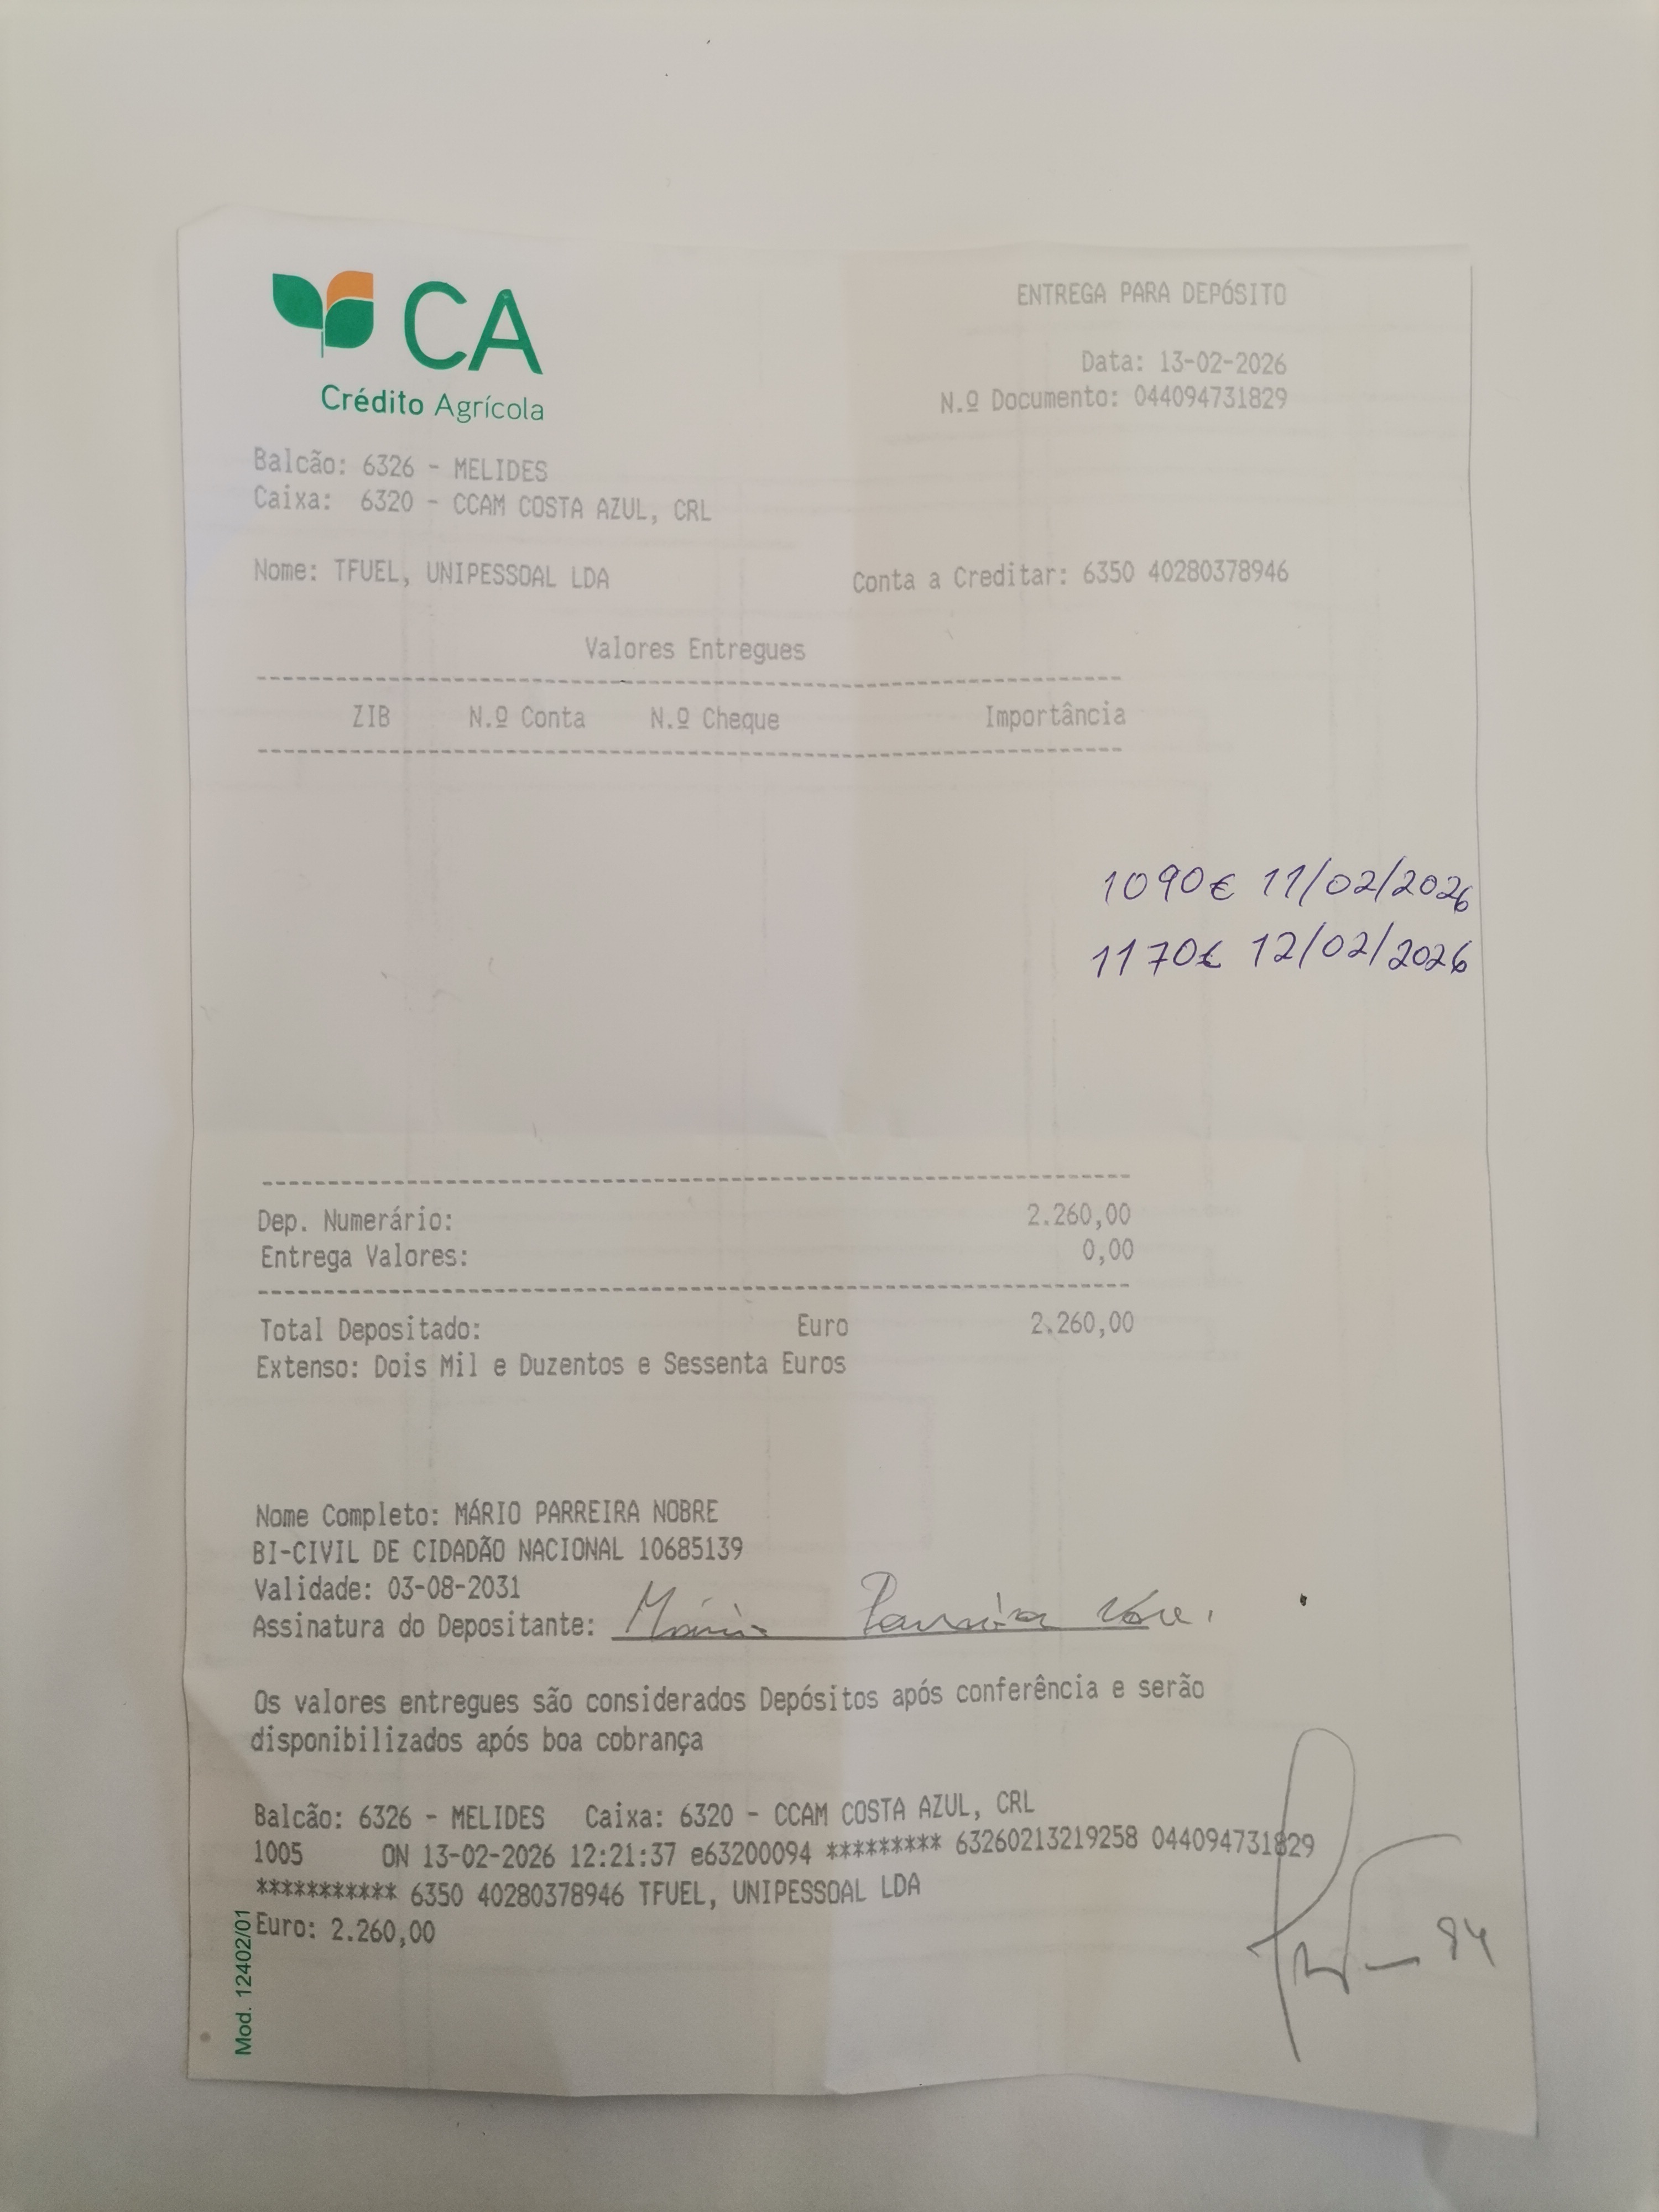 CA
Crédito Agrícola
ENTREGA PARA DEPÓSITO
Data: 13-02-2026
N.º Documento: 044094731829
Balcão: 6326 - MELIDES
Caixa: 6320 - CCAM COSTA AZUL, CRL
Nome: TFUEL, UNIPESSOAL LDA Conta a Creditar: 6350 40280378946
Valores Entregues
ZIB N.º Conta N.º Cheque Importância
1090€ 11/02/2026
1170€ 12/02/2026
Dep. Numerário: 2.260,00
Entrega Valores: 0,00
Total Depositado: Euro 2.260,00
Extenso: Dois Mil e Duzentos e Sessenta Euros
Nome Completo: MÁRIO PARREIRA NOBRE
BI-CIVIL DE CIDADÃO NACIONAL 10685139
Validade: 03-08-2031
Assinatura do Depositante: Mário Parreira
Os valores entregues são considerados Depósitos após conferência e serão
disponibilizados após boa cobrança
Balcão: 6326 - MELIDES Caixa: 6320 - CCAM COSTA AZUL, CRL
1005 ON 13-02-2026 12:21:37 e63200094 ********* 63260213219258 044094731829
*********** 6350 40280378946 TFUEL, UNIPESSOAL LDA
Euro: 2.260,00
Mod. 12402/01